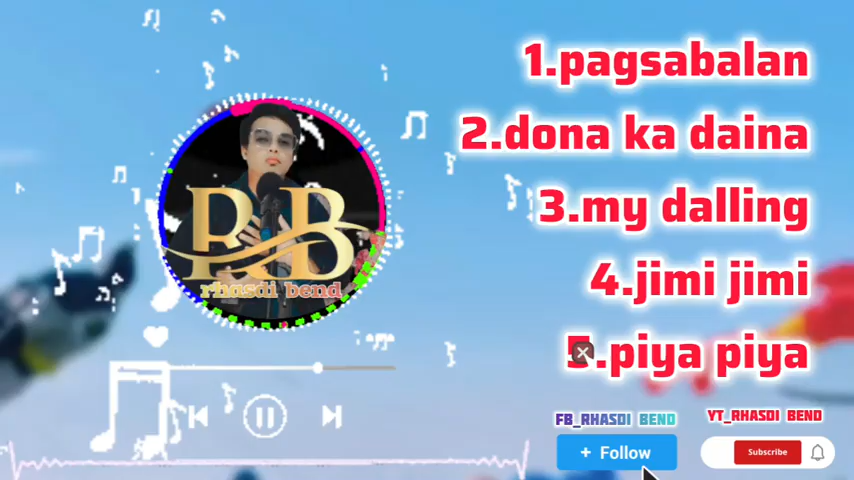 1.pagsabalan
2.dona ka daina
3.my dalling
4.jimi jimi
5.piya piya
RB
rhasdi bend
FB_RHASDI BEND
YT_RHASDI BEND
+ Follow
Subscribe